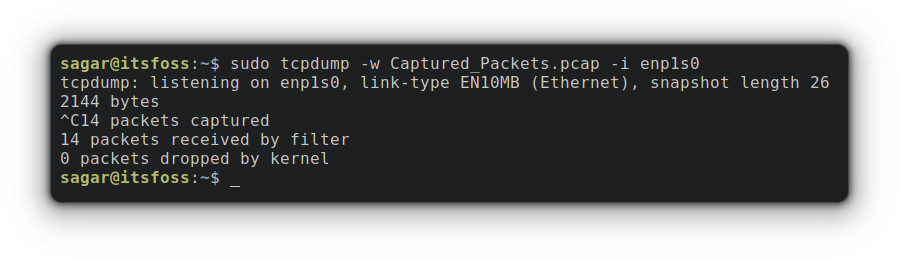 sagar@itsfoss:~$ sudo tcpdump -w Captured_Packets.pcap -i enp1s0
tcpdump: listening on enp1s0, link-type EN10MB (Ethernet), snapshot length 26
2144 bytes
^C14 packets captured
14 packets received by filter
0 packets dropped by kernel
sagar@itsfoss:~$ _